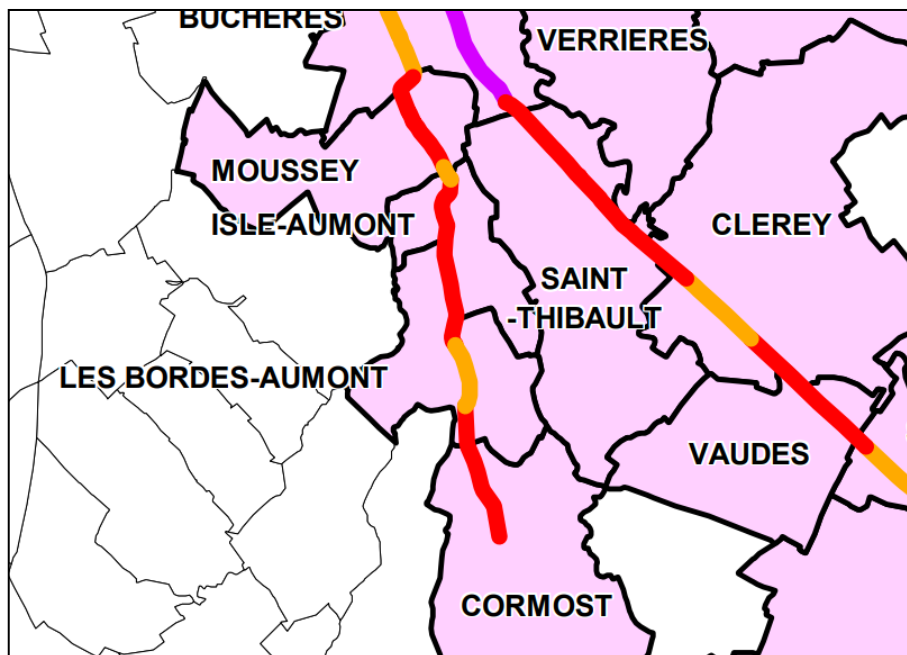 BUCHERES
VERRIERES
MOUSSEY
ISLE-AUMONT
CLEREY
SAINT
-THIBAULT
LES BORDES-AUMONT
VAUDES
CORMOST